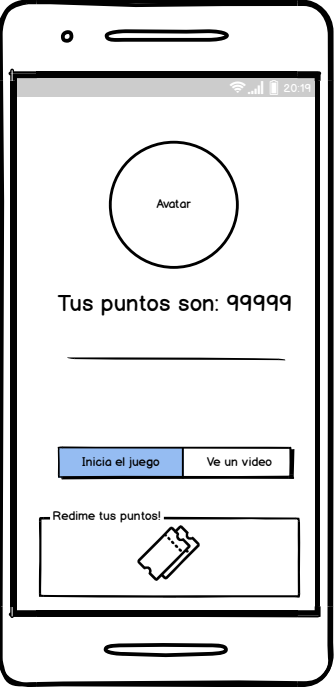 20:19
Avatar
Tus puntos son: 99999
Inicia el juego
Ve un video
Redime tus puntos!